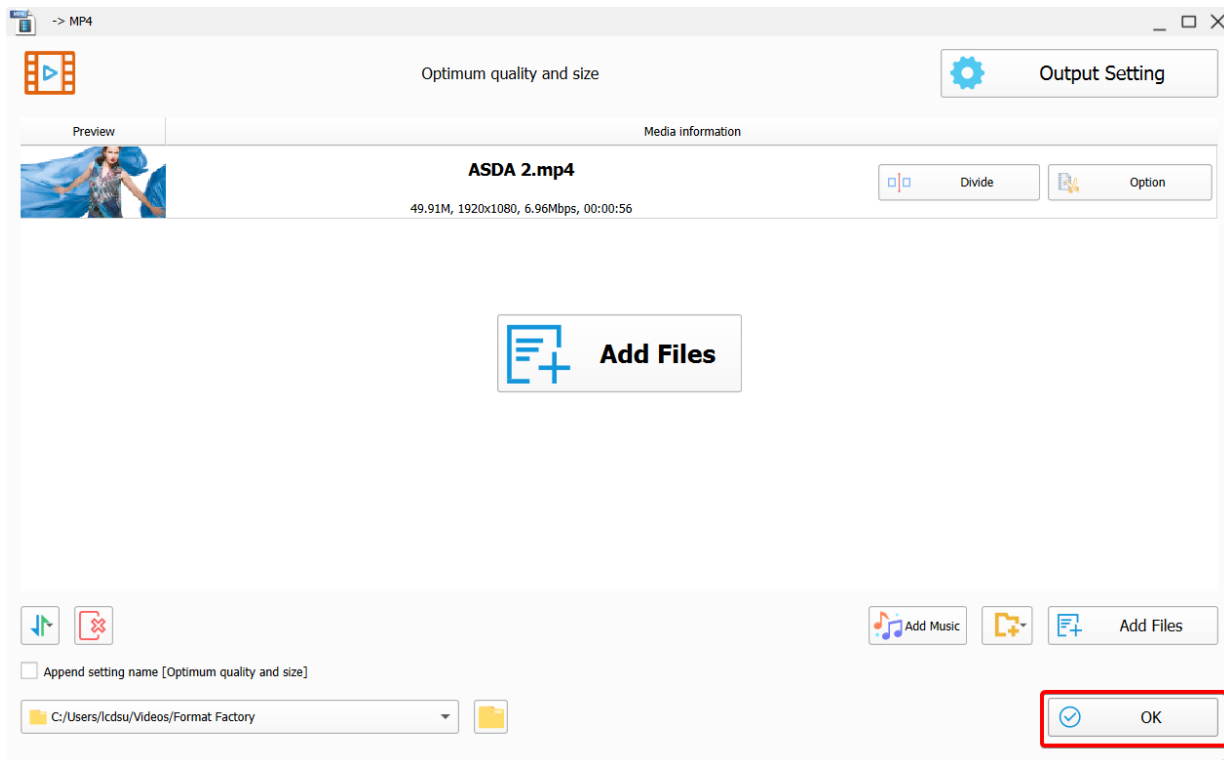 -> MP4
Optimum quality and size
Output Setting
Preview
Media information
ASDA 2.mp4
49.91M, 1920x1080, 6.96Mbps, 00:00:56
Divide
Option
Add Files
Add Music
Add Files
Append setting name [Optimum quality and size]
C:/Users/lcdsu/Videos/Format Factory
OK